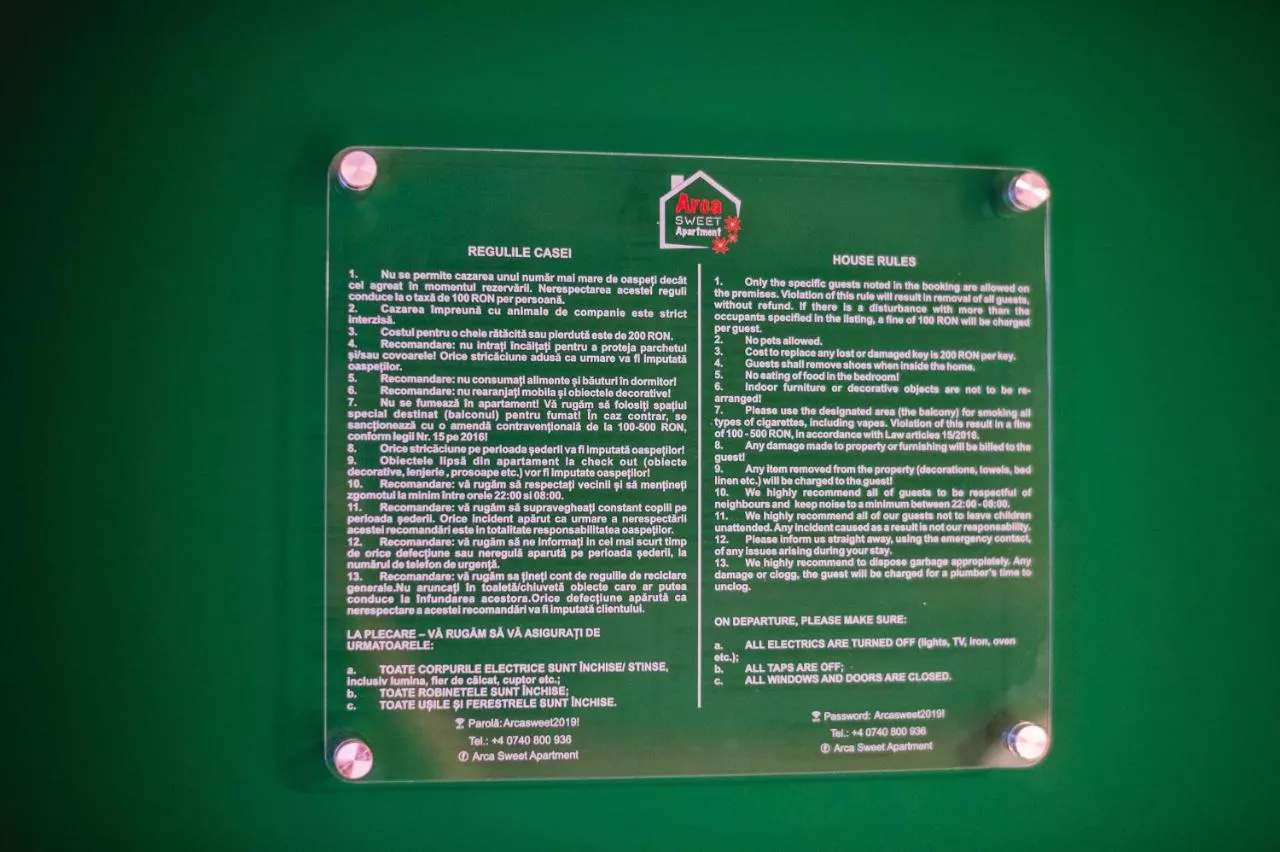 Arca
SWEET
Apartment
REGULILE CASEI
1. Nu se permite cazarea unui număr mai mare de oaspeți decât
cel agreat în momentul rezervării. Nerespectarea acestei reguli
conduce la o taxă de 100 RON per persoană.
2. Cazarea împreună cu animale de companie este strict
interzisă.
3. Costul pentru o cheie rătăcită sau pierdută este de 200 RON.
4. Recomandare: nu intrați încălțați pentru a proteja parchetul
și/sau covoarele! Orice stricăciune adusă ca urmare va fi imputată
oaspeților.
5. Recomandare: nu consumați alimente și băuturi în dormitor!
6. Recomandare: nu rearanjați mobila și obiectele decorative!
7. Nu se fumează în apartament! Vă rugăm să folosiți spațiul
special destinat (balconul) pentru fumat! În caz contrar, se
sancționează cu o amendă contravențională de la 100-500 RON,
conform legii Nr. 15 pe 2016!
8. Orice stricăciune pe perioada șederii va fi imputată oaspeților!
9. Obiectele lipsă din apartament la check out (obiecte
decorative, lenjerie , prosoape etc.) vor fi imputate oaspeților!
10. Recomandare: vă rugăm să respectați vecinii și să mențineți
zgomotul la minim între orele 22:00 si 08:00.
11. Recomandare: vă rugăm să supravegheați constant copiii pe
perioada șederii. Orice incident apărut ca urmare a nerespectării
acestei recomandări este in totalitate responsabilitatea oaspeților.
12. Recomandare: vă rugăm să ne informați in cel mai scurt timp
de orice defecțiune sau neregulă aparută pe perioada șederii, la
numărul de telefon de urgență.
13. Recomandare: vă rugăm sa țineți cont de regulile de reciclare
generale.Nu aruncați în toaletă/chiuvetă obiecte care ar putea
conduce la înfundarea acestora.Orice defecțiune apărută ca
nerespectare a acestei recomandări va fi imputată clientului.
LA PLECARE – VĂ RUGĂM SĂ VĂ ASIGURAȚI DE
URMATOARELE:
a. TOATE CORPURILE ELECTRICE SUNT ÎNCHISE/ STINSE,
inclusiv lumina, fier de călcat, cuptor etc.;
b. TOATE ROBINETELE SUNT ÎNCHISE;
c. TOATE UȘILE ȘI FERESTRELE SUNT ÎNCHISE.
Parolă: Arcasweet2019!
Tel.: +4 0740 800 936
Arca Sweet Apartment
HOUSE RULES
1. Only the specific guests noted in the booking are allowed on
the premises. Violation of this rule will result in removal of all guests,
without refund. If there is a disturbance with more than the
occupants specified in the listing, a fine of 100 RON will be charged
per guest.
2. No pets allowed.
3. Cost to replace any lost or damaged key is 200 RON per key.
4. Guests shall remove shoes when inside the home.
5. No eating of food in the bedroom!
6. Indoor furniture or decorative objects are not to be re-
arranged!
7. Please use the designated area (the balcony) for smoking all
types of cigarettes, including vapes. Violation of this result in a fine
of 100 - 500 RON, in accordance with Law articles 15/2016.
8. Any damage made to property or furnishing will be billed to the
guest!
9. Any item removed from the property (decorations, towels, bed
linen etc.) will be charged to the guest!
10. We highly recommend all of guests to be respectful of
neighbours and keep noise to a minimum between 22:00 - 08:00.
11. We highly recommend all of our guests not to leave children
unattended. Any incident caused as a result is not our responsability.
12. Please inform us straight away, using the emergency contact,
of any issues arising during your stay.
13. We highly recommend to dispose garbage appropiately. Any
damage or clogg, the guest will be charged for a plumber's time to
unclog.
ON DEPARTURE, PLEASE MAKE SURE:
a. ALL ELECTRICS ARE TURNED OFF (lights, TV, iron, oven
etc.);
b. ALL TAPS ARE OFF;
c. ALL WINDOWS AND DOORS ARE CLOSED.
Password: Arcasweet2019!
Tel.: +4 0740 800 936
Arca Sweet Apartment